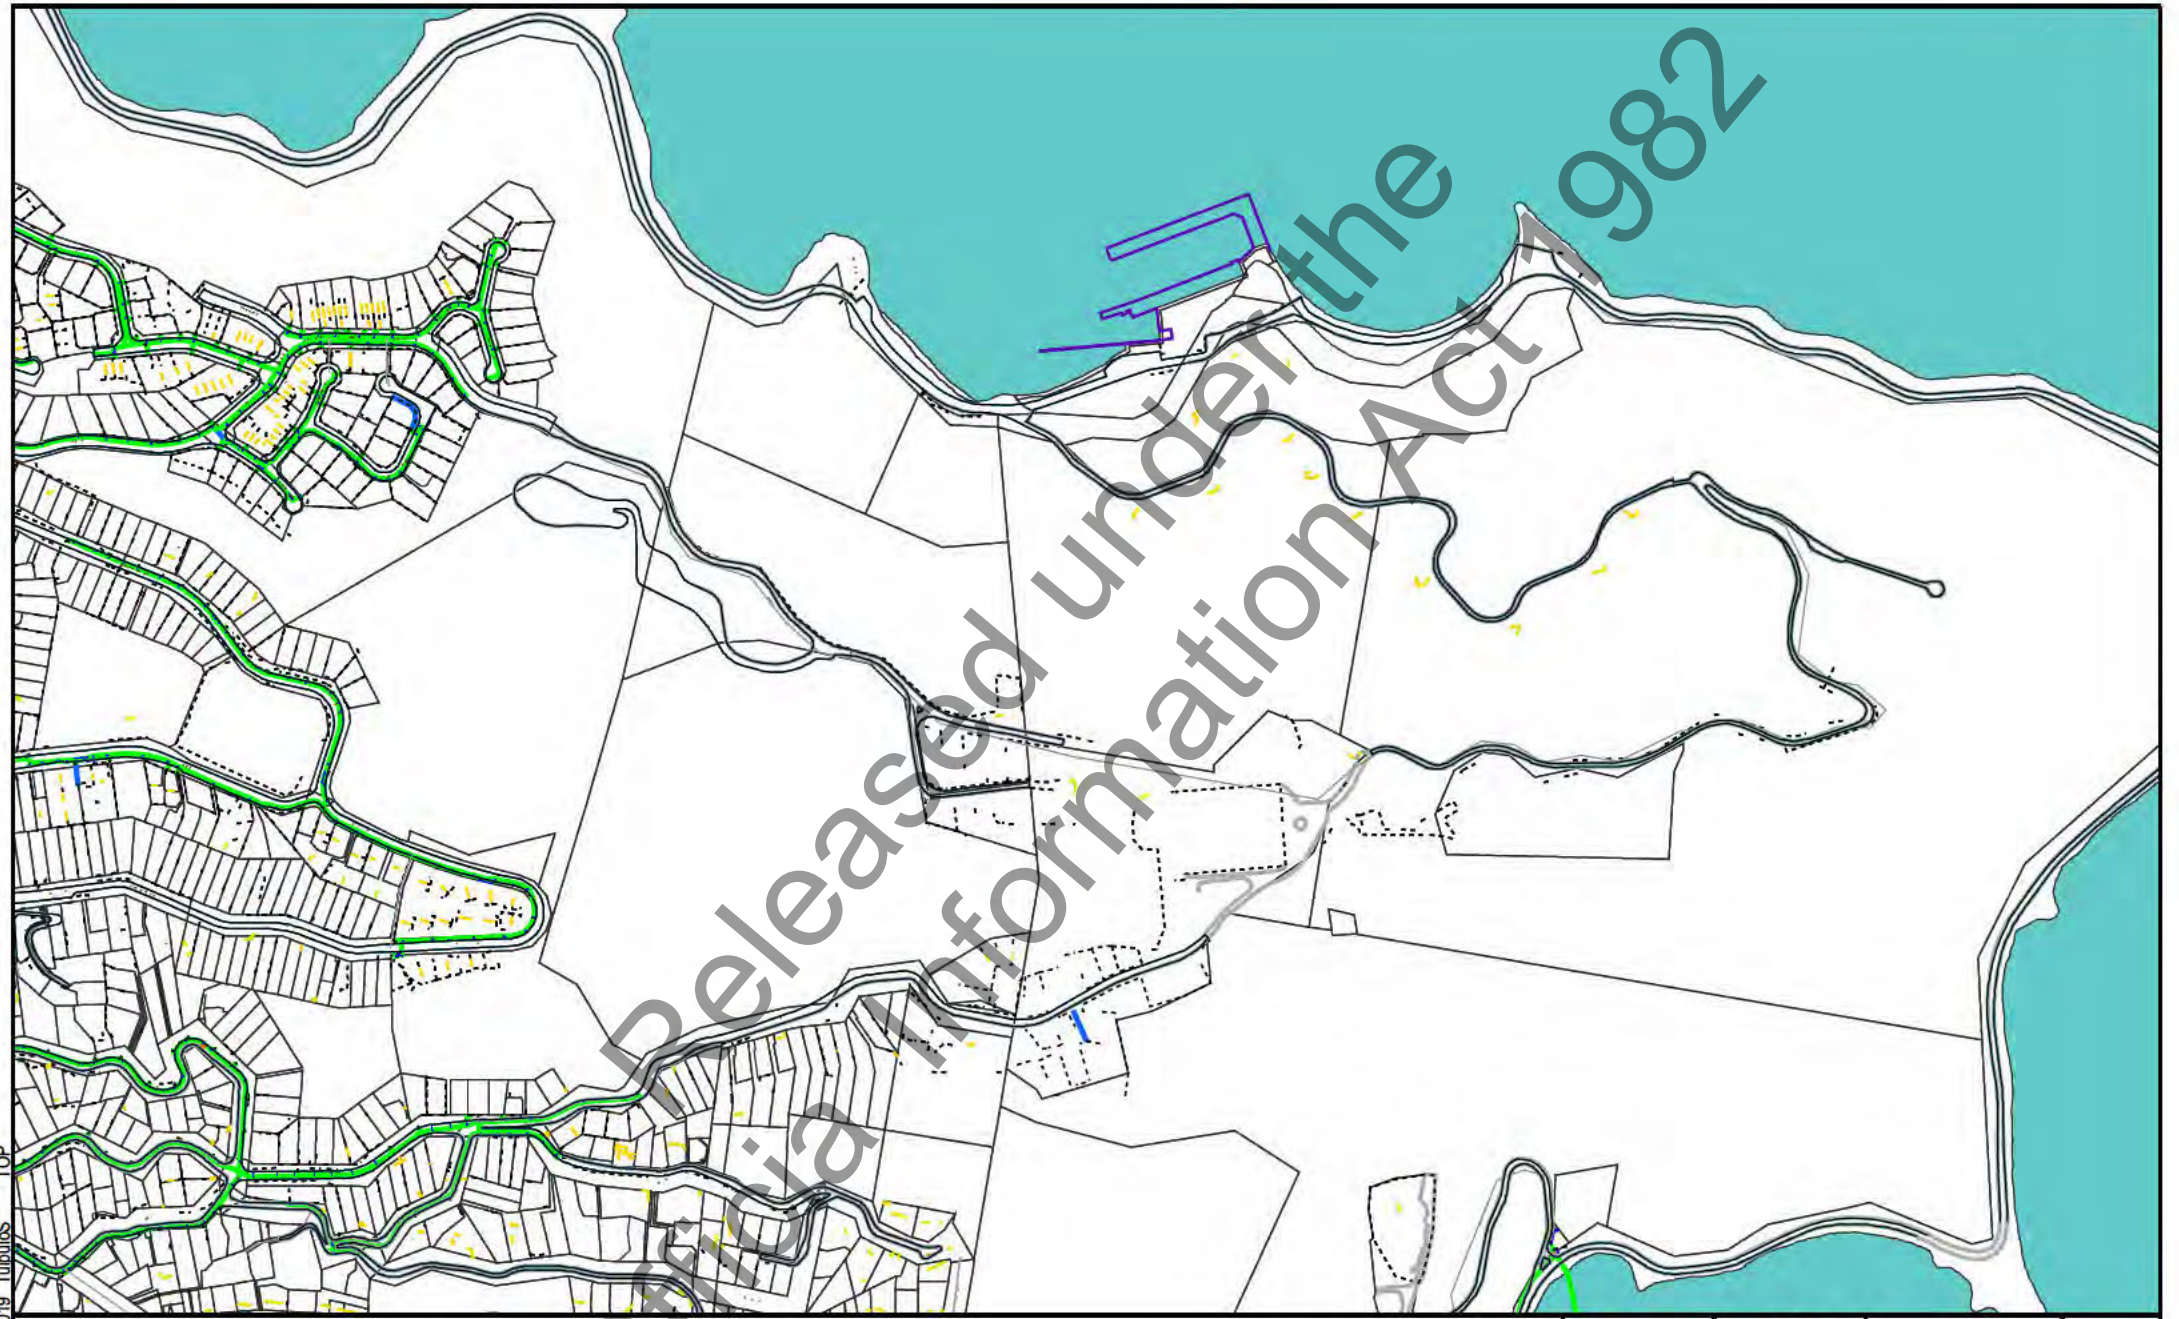 Released under the
Official Information Act 1982